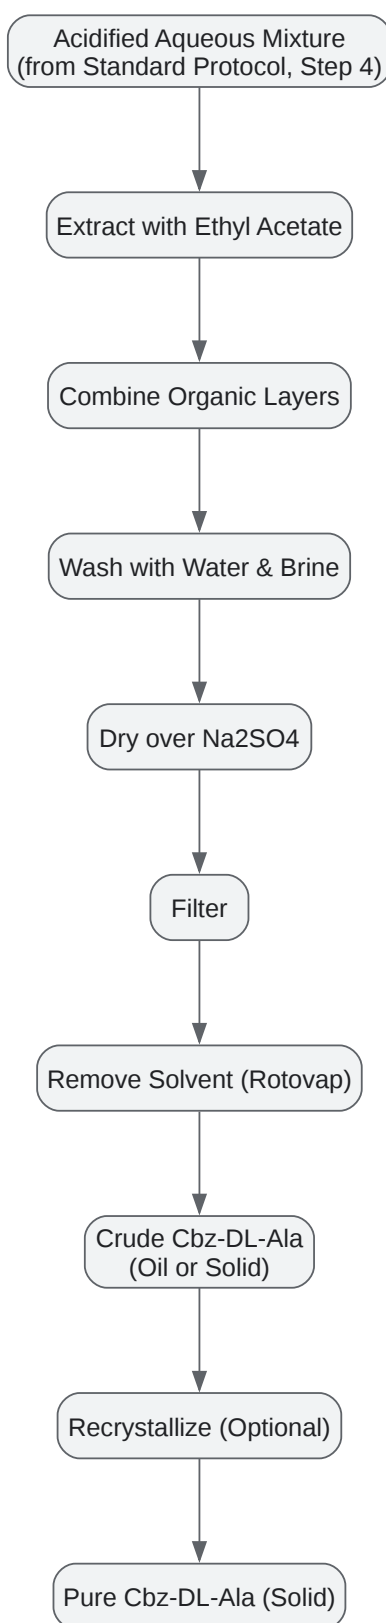 Acidified Aqueous Mixture
(from Standard Protocol, Step 4)
Extract with Ethyl Acetate
Combine Organic Layers
Wash with Water & Brine
Dry over Na2SO4
Filter
Remove Solvent (Rotovap)
Crude Cbz-DL-Ala
(Oil or Solid)
Recrystallize (Optional)
Pure Cbz-DL-Ala (Solid)